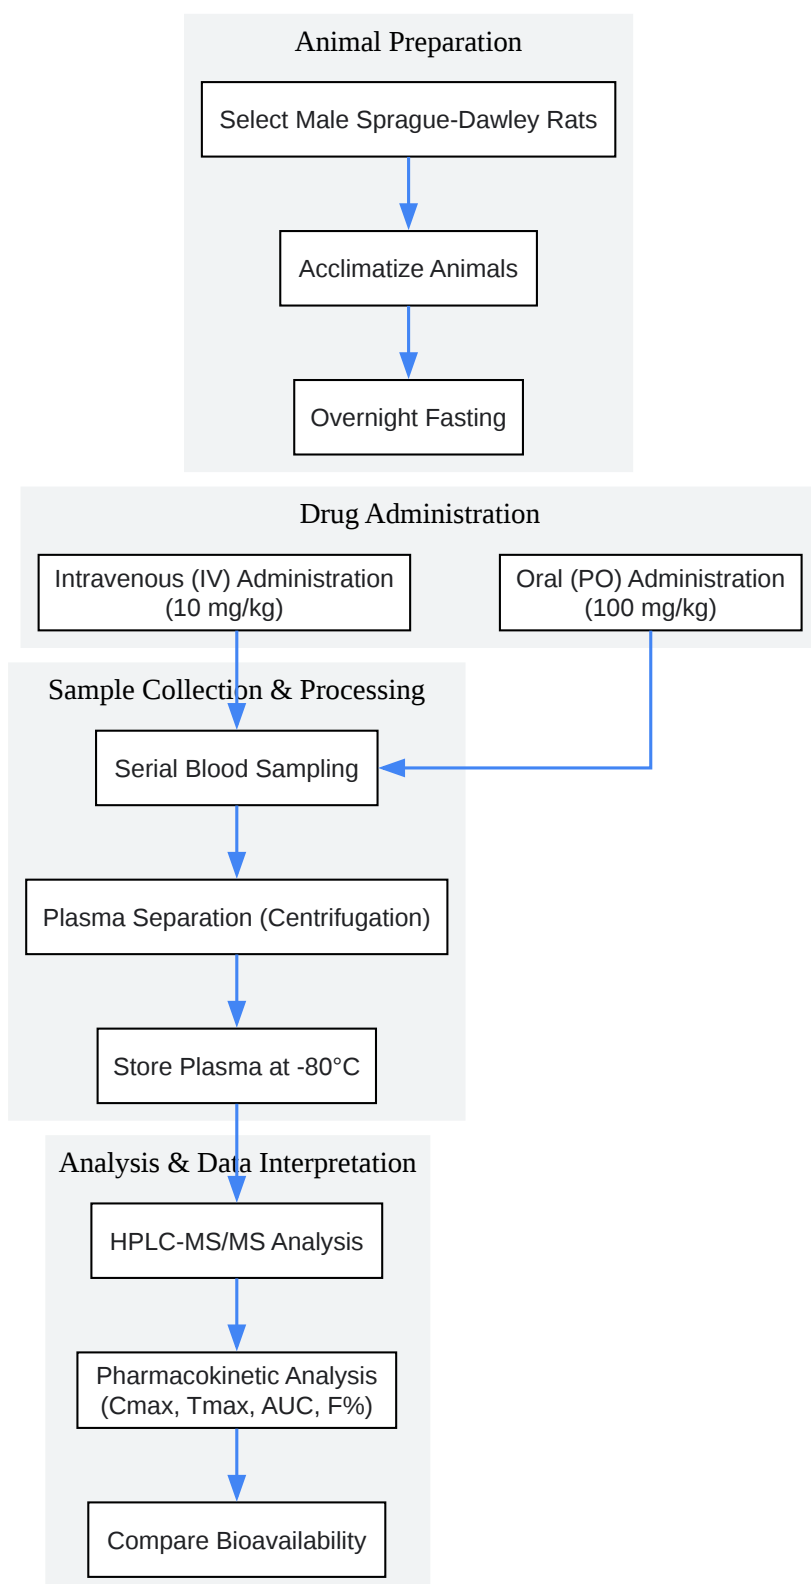 Animal Preparation
Select Male Sprague-Dawley Rats
Acclimatize Animals
Overnight Fasting
Drug Administration
Intravenous (IV) Administration
(10 mg/kg)
Oral (PO) Administration
(100 mg/kg)
Sample Collection & Processing
Serial Blood Sampling
Plasma Separation (Centrifugation)
Store Plasma at -80°C
Analysis & Data Interpretation
HPLC-MS/MS Analysis
Pharmacokinetic Analysis
(Cmax, Tmax, AUC, F%)
Compare Bioavailability